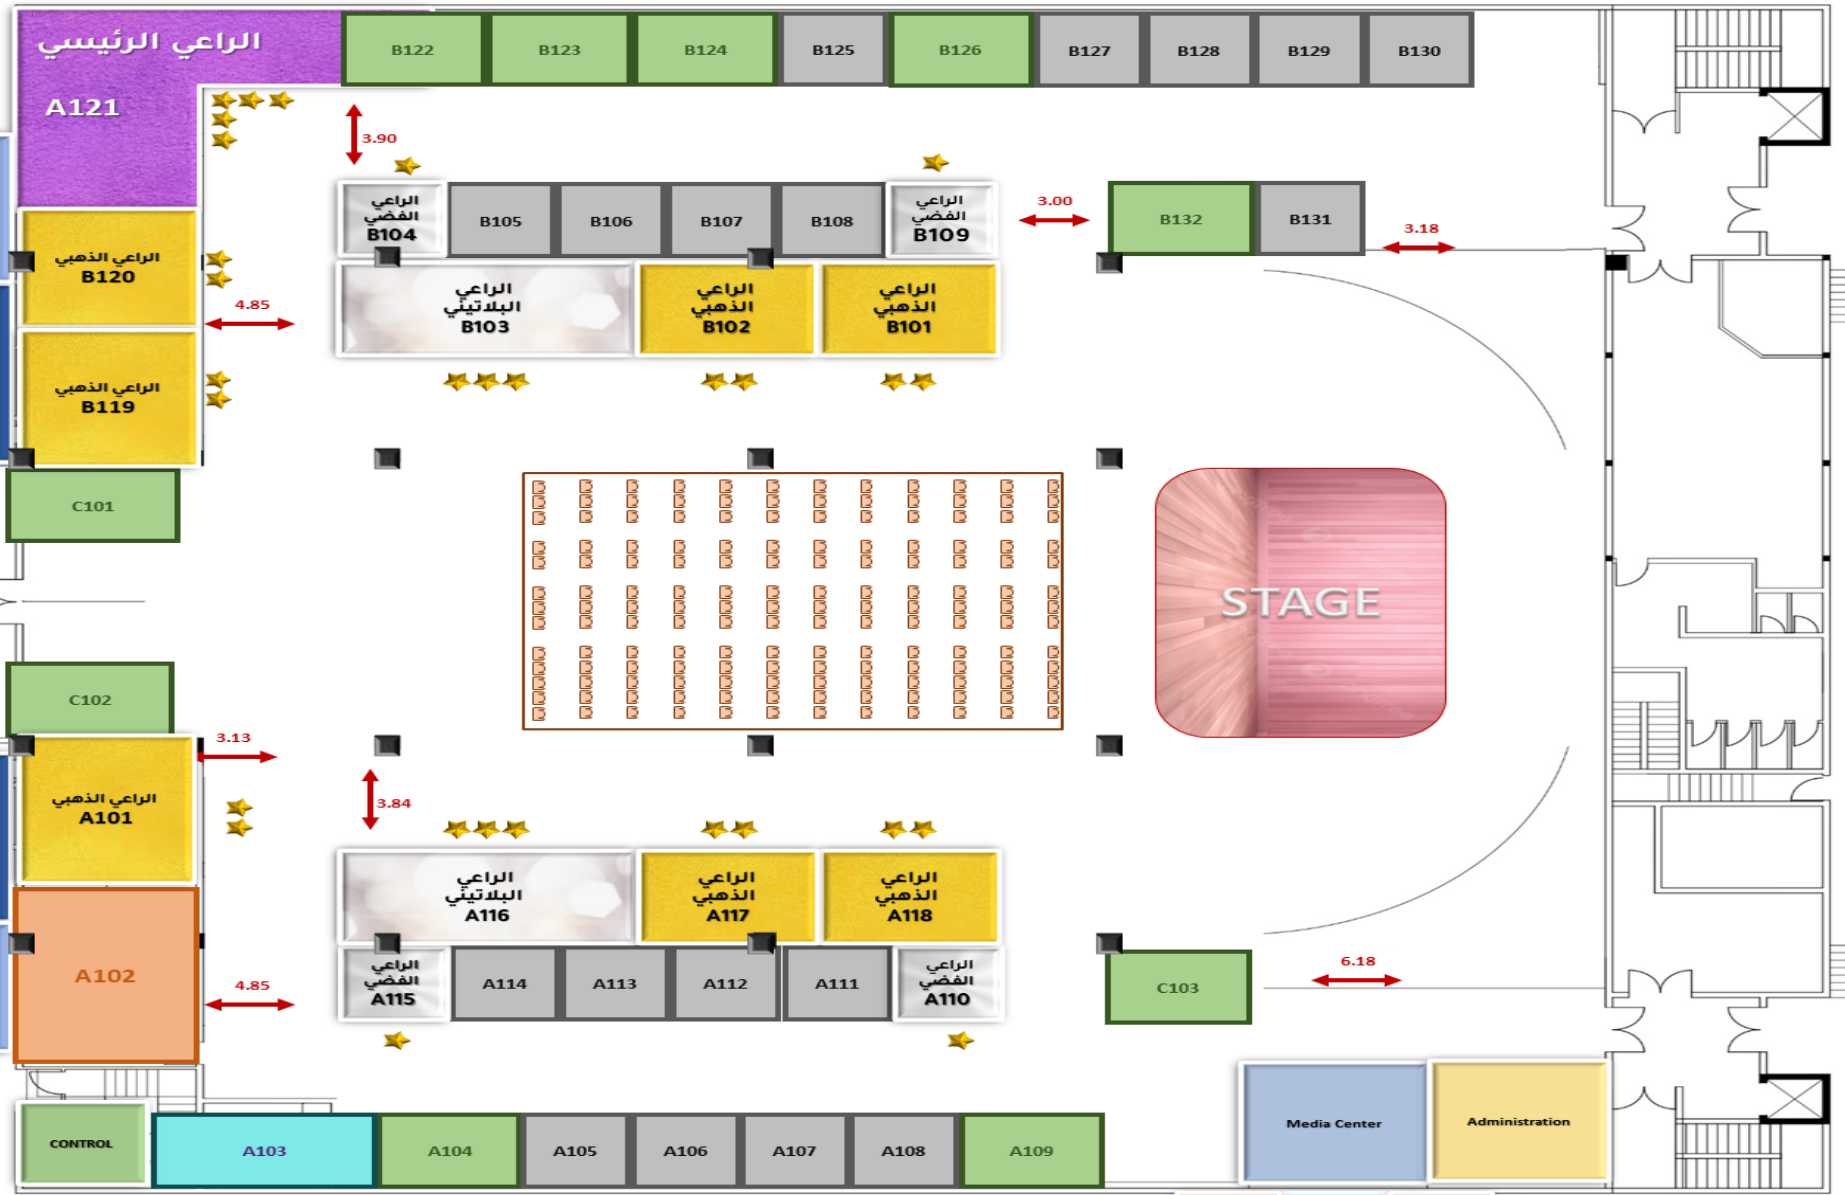 الراعي الرئيسي
A121
B122
B123
B124
B125
B126
B127
B128
B129
B130
3.90
الراعي
الفضي
B104
B105
B106
B107
B108
الراعي
الفضي
B109
3.00
B132
B131
3.18
الراعي الذهبي
B120
4.85
الراعي
البلاتيني
B103
الراعي
الذهبي
B102
الراعي
الذهبي
B101
الراعي الذهبي
B119
C101
STAGE
C102
3.13
الراعي الذهبي
A101
3.84
الراعي
البلاتيني
A116
الراعي
الذهبي
A117
الراعي
الذهبي
A118
A102
4.85
الراعي
الفضي
A115
A114
A113
A112
A111
الراعي
الفضي
A110
C103
6.18
CONTROL
A103
A104
A105
A106
A107
A108
A109
Media Center
Administration